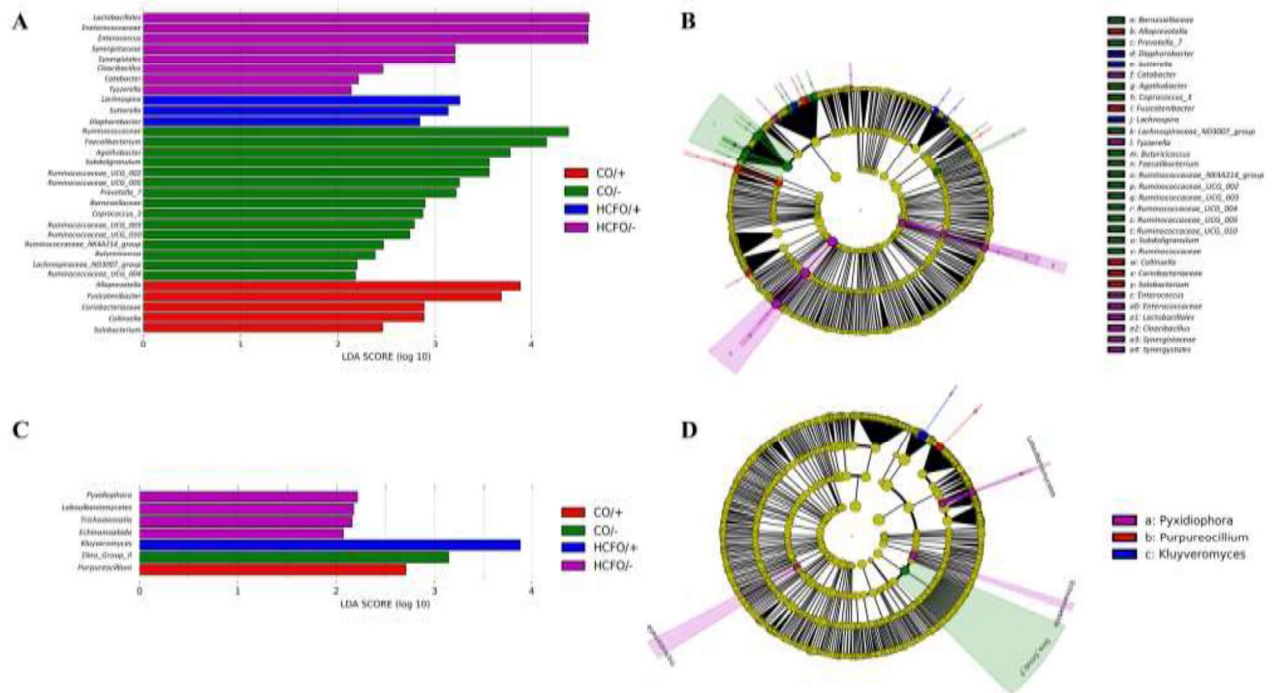 A
Lactobacillales
Enterococcaceae
Enterococcus
Synergistaceae
Synergistales
Cloacibacillus
Catabacter
Tyzzerella
Lachnospira
Sutterella
Diaphorobacter
Ruminococcaceae
Faecalibacterium
Agathobacter
Subdoligranulum
Ruminococcaceae_UCG_002
Ruminococcaceae_UCG_005
Prevotella_7
Barnesiellaceae
Coprococcus_3
Ruminococcaceae_UCG_003
Ruminococcaceae_UCG_010
Ruminococcaceae_NK4A214_group
Butyricicoccus
Lachnospiraceae_ND3007_group
Ruminococcaceae_UCG_004
Alloprevotella
Fusicatenibacter
Coriobacteriaceae
Collinsella
Solobacterium
0 1 2 3 4
LDA SCORE (log 10)
CO/+
CO/-
HCFO/+
HCFO/-
B
a: Barnesiellaceae
b: Alloprevotella
c: Prevotella_7
d: Diaphorobacter
e: Sutterella
f: Catabacter
g: Agathobacter
h: Coprococcus_3
i: Fusicatenibacter
j: Lachnospira
k: Lachnospiraceae_ND3007_group
l: Tyzzerella
m: Butyricicoccus
n: Faecalibacterium
o: Ruminococcaceae_NK4A214_group
p: Ruminococcaceae_UCG_002
q: Ruminococcaceae_UCG_003
r: Ruminococcaceae_UCG_004
s: Ruminococcaceae_UCG_005
t: Ruminococcaceae_UCG_010
u: Subdoligranulum
v: Ruminococcaceae
w: Collinsella
x: Coriobacteriaceae
y: Solobacterium
z: Enterococcus
a0: Enterococcaceae
a1: Lactobacillales
a2: Cloacibacillus
a3: Synergistaceae
a4: Synergistales
C
Pyxidiophora
Laboulbeniomycetes
Echinamoebida
Kluyveromyces
Dino_Group_II
Purpureocillium
0 1 2 3 4
LDA SCORE (log 10)
CO/+
CO/-
HCFO/+
HCFO/-
D
Laboulbeniomycetes
Echinamoebida
Dino_Group_II
a: Pyxidiophora
b: Purpureocillium
c: Kluyveromyces